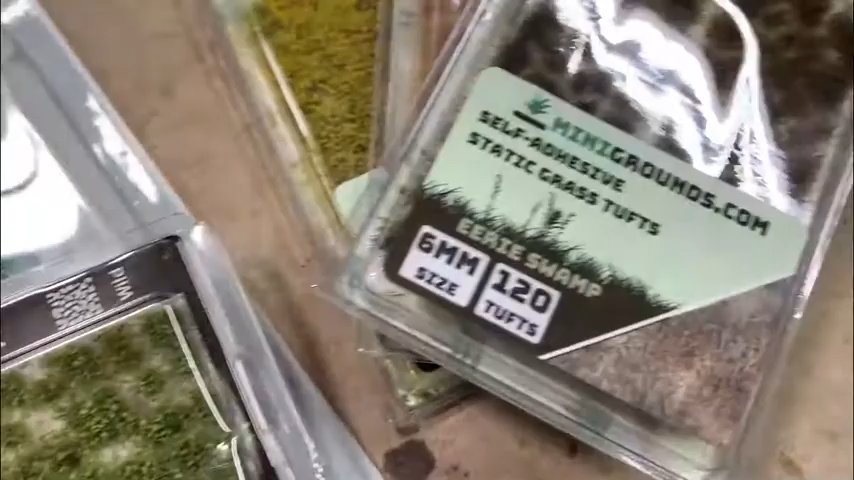 MINIGROUNDS.COM
SELF-ADHESIVE
STATIC GRASS TUFTS
EERIE SWAMP
6MM
SIZE
120
TUFTS